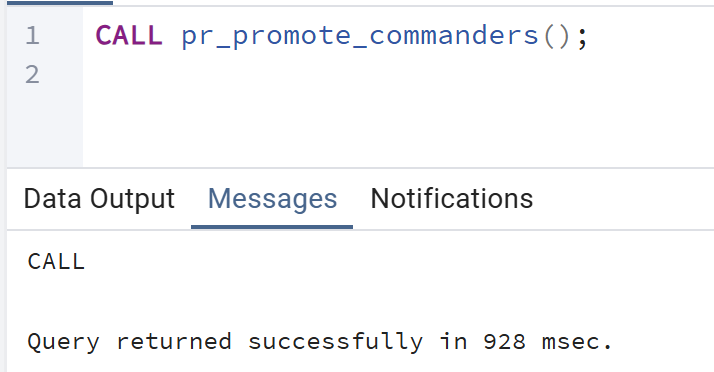 1 CALL pr_promote_commanders();
2
Data Output Messages Notifications
CALL
Query returned successfully in 928 msec.